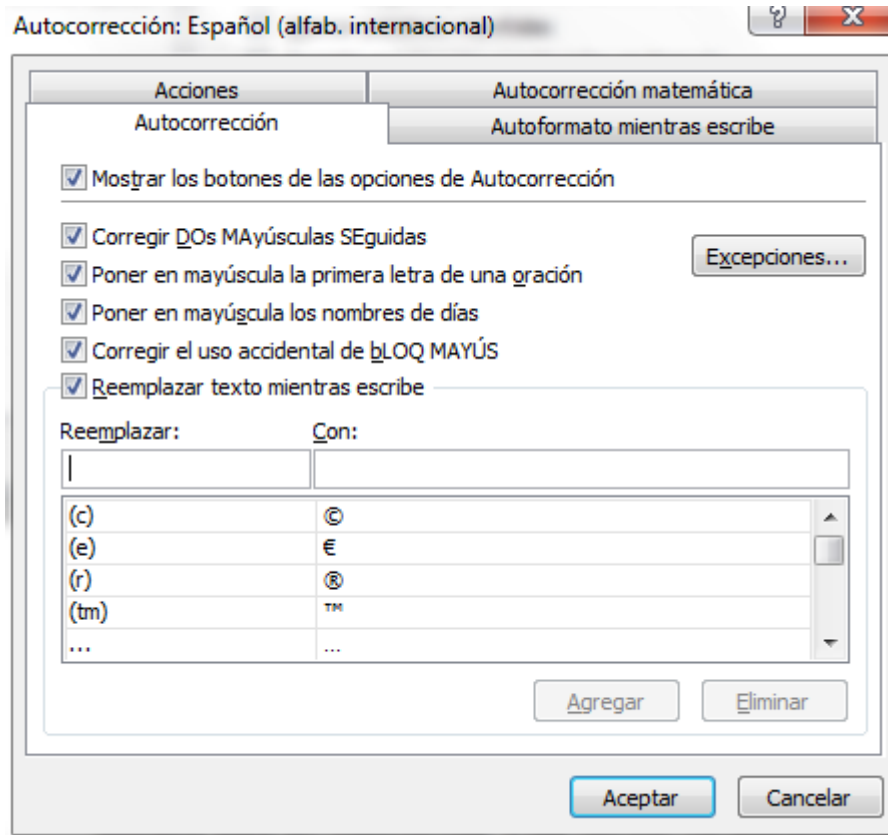 Autocorrección: Español (alfab. internacional)
Acciones Autocorrección matemática
Autocorrección Autoformato mientras escribe
Mostrar los botones de las opciones de Autocorrección
Corregir DOs MAyúsculas SEguidas
Excepciones...
Poner en mayúscula la primera letra de una oración
Poner en mayúscula los nombres de días
Corregir el uso accidental de bLOQ MAYÚS
Reemplazar texto mientras escribe
Reemplazar: Con:
(c) ©
(e) €
(r) ®
(tm) ™
... …
Agregar Eliminar
Aceptar Cancelar